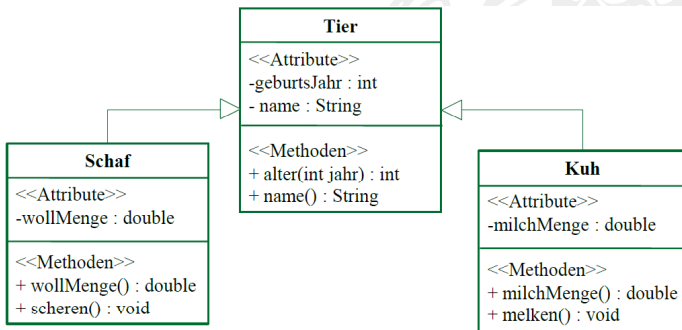 Tier
<<Attribute>>
-geburtsJahr : int
- name : String
<<Methoden>>
+ alter(int jahr) : int
+ name() : String
Schaf
<<Attribute>>
-wollMenge : double
<<Methoden>>
+ wollMenge() : double
+ scheren() : void
Kuh
<<Attribute>>
-milchMenge : double
<<Methoden>>
+ milchMenge() : double
+ melken() : void